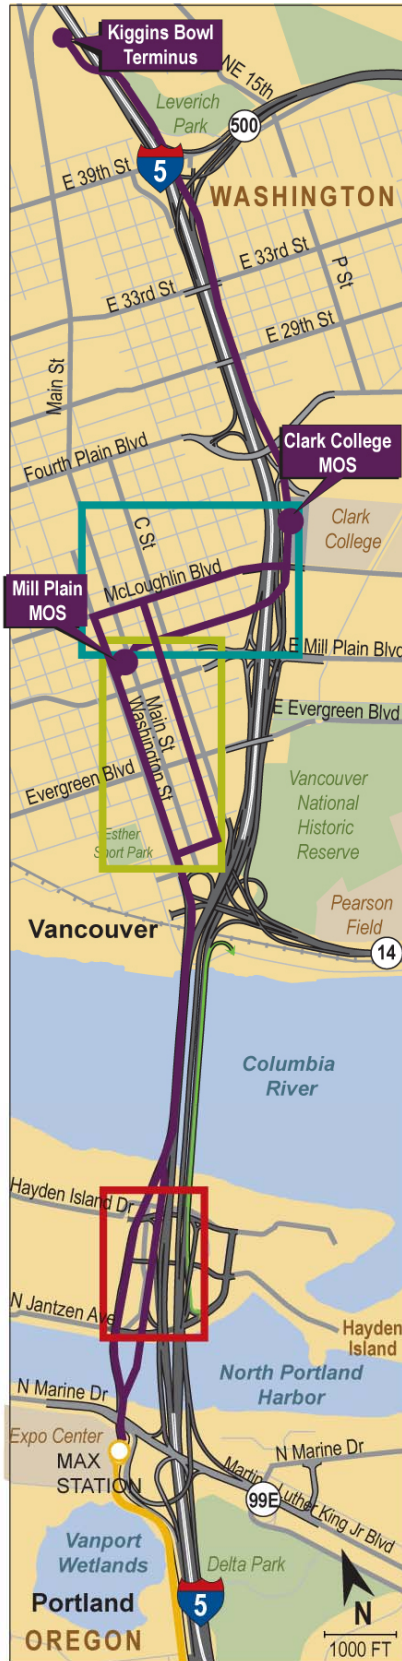 Kiggins Bowl
Terminus
NE 15th
Leverich
Park
500
E 39th St
5
WASHINGTON
E 33rd St
E 33rd St
P St
E 29th St
Main St
Fourth Plain Blvd
Clark College
MOS
C St
Clark
College
McLoughlin Blvd
Mill Plain
MOS
E Mill Plain Blvd
Main St
Washington St
E Evergreen Blvd
Evergreen Blvd
Vancouver
National
Historic
Reserve
Esther
Short Park
Pearson
Field
Vancouver
14
Columbia
River
Hayden Island Dr
N Jantzen Ave
Hayden
Island
North Portland
Harbor
N Marine Dr
Expo Center
MAX
STATION
N Marine Dr
99E
Martin Luther King Jr Blvd
Vanport
Wetlands
Delta Park
Portland
5
N
OREGON
1000 FT